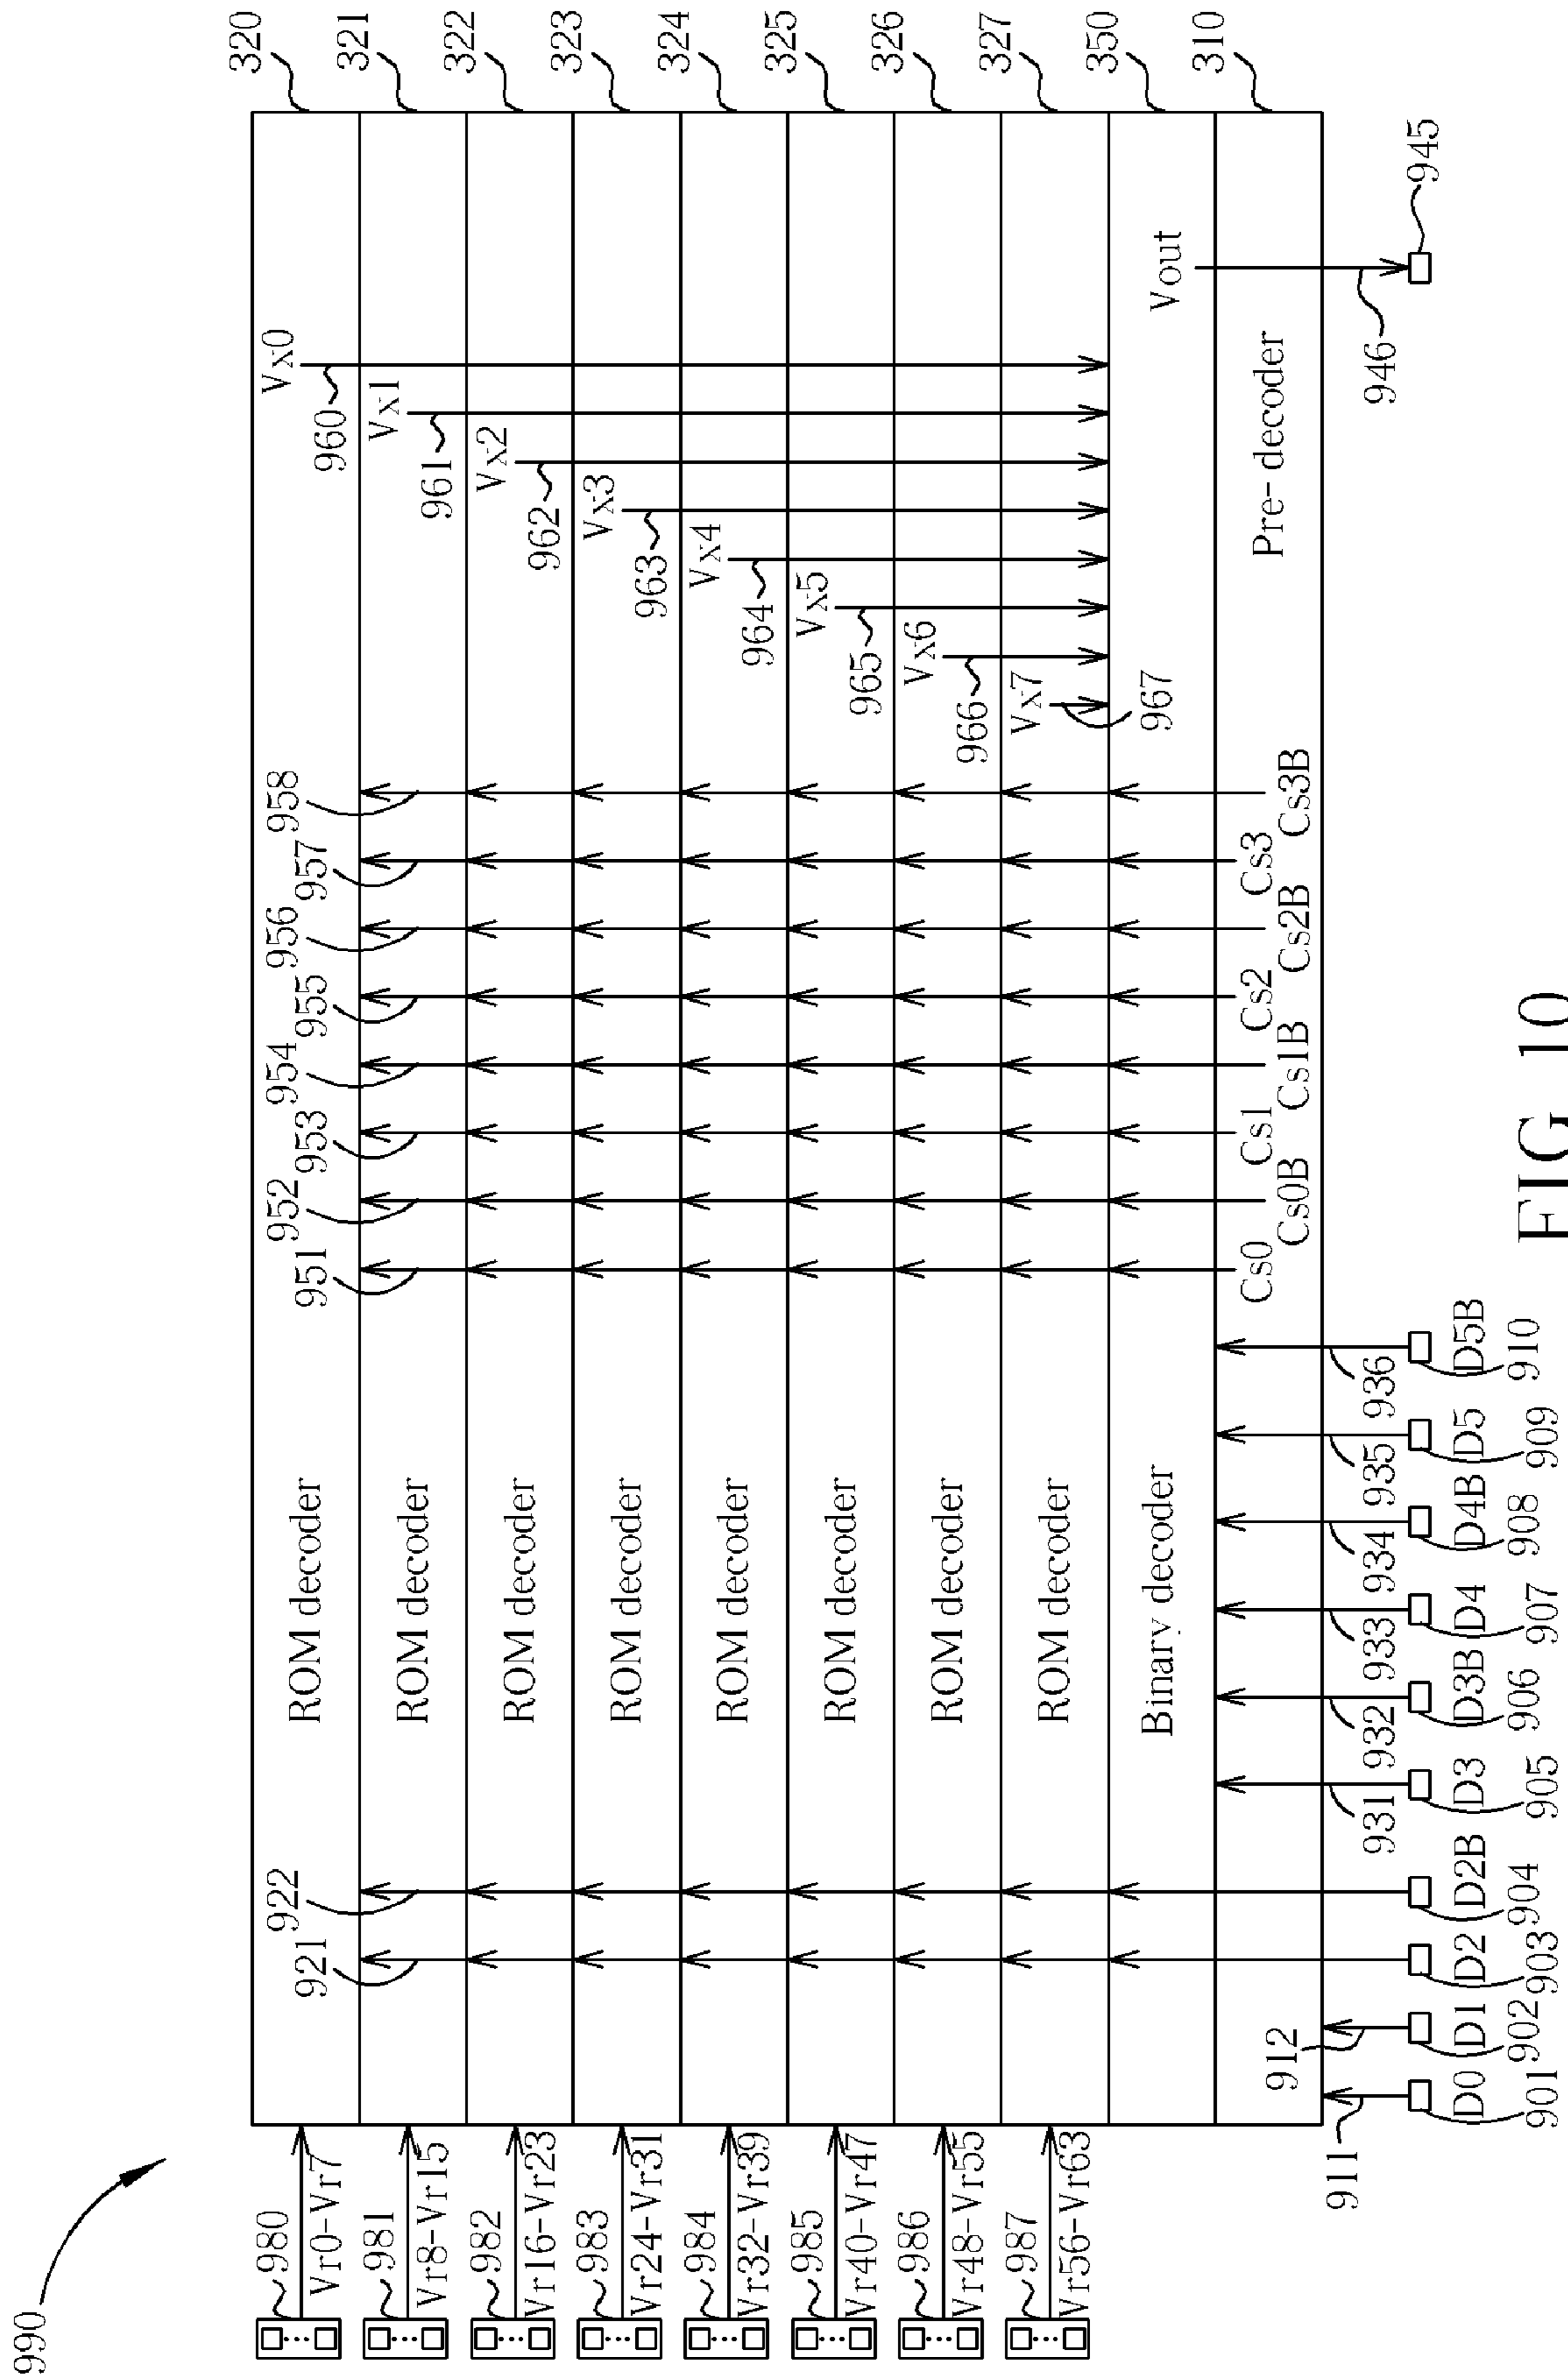 990
320
321
322
323
324
325
326
327
350
310
980
Vr0-Vr7
981
Vr8-Vr15
982
Vr16-Vr23
983
Vr24-Vr31
984
Vr32-Vr39
985
Vr40-Vr47
986
Vr48-Vr55
987
Vr56-Vr63
ROM decoder
ROM decoder
ROM decoder
ROM decoder
ROM decoder
ROM decoder
ROM decoder
ROM decoder
Binary decoder
Pre-decoder
921
922
951
952
953
954
955
956
957
958
Vx0
960
Vx1
961
Vx2
962
Vx3
963
Vx4
964
Vx5
965
Vx6
966
Vx7
967
Vout
946
945
Cs0
Cs0B
Cs1
Cs1B
Cs2
Cs2B
Cs3
Cs3B
911
912
931
932
933
934
935
936
D0
D1
D2
D2B
D3
D3B
D4
D4B
D5
D5B
901
902
903
904
905
906
907
908
909
910
FIG. 10